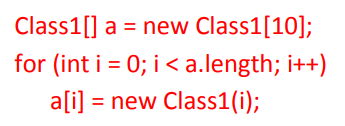 Class1[] a = new Class1[10];
for (int i = 0; i < a.length; i++)
a[i] = new Class1(i);